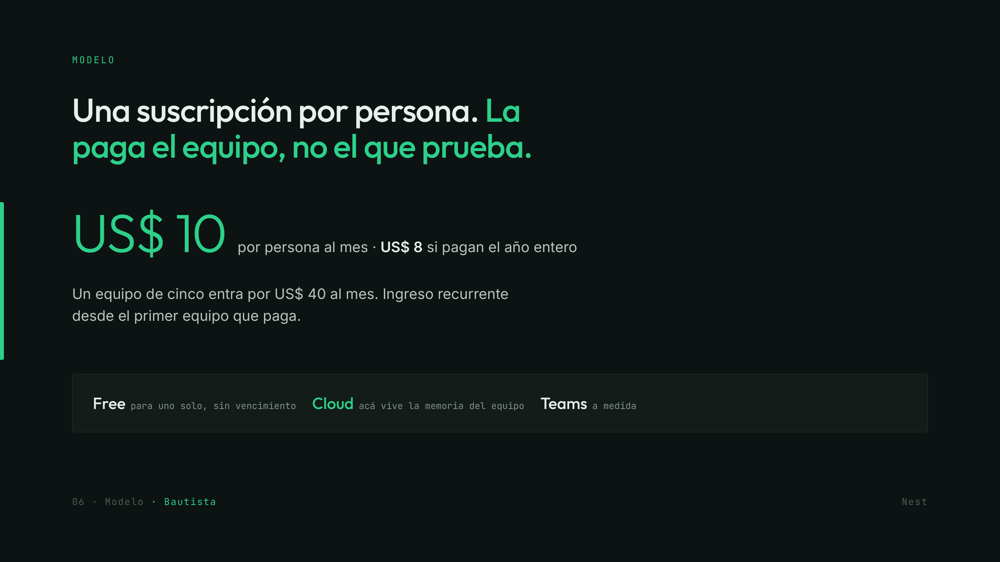 MODELO
Una suscripción por persona. La
paga el equipo, no el que prueba.
US$ 10 por persona al mes · US$ 8 si pagan el año entero
Un equipo de cinco entra por US$ 40 al mes. Ingreso recurrente
desde el primer equipo que paga.
Free para uno solo, sin vencimiento Cloud acá vive la memoria del equipo Teams a medida
06 · Modelo · Bautista Nest